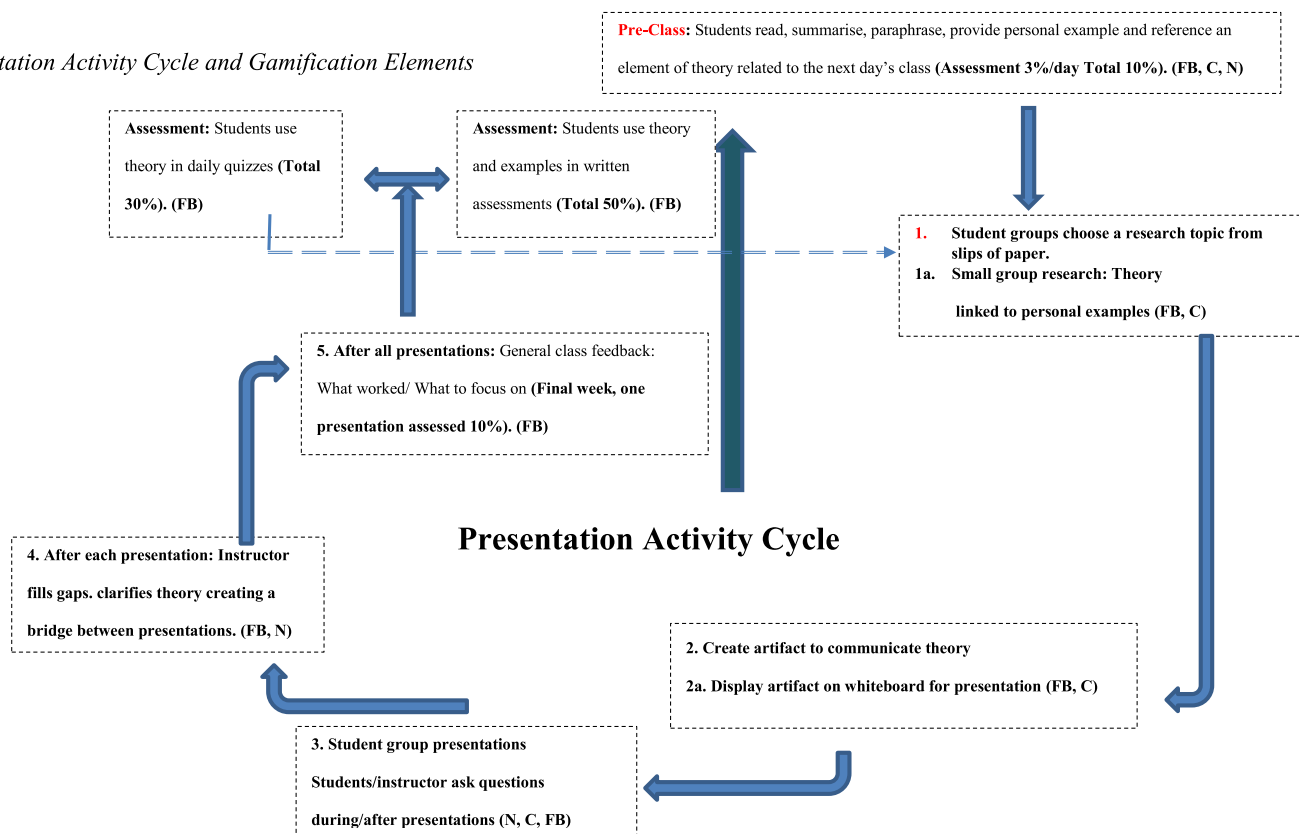 Pre-Class: Students read, summarise, paraphrase, provide personal example and reference an
element of theory related to the next day's class (Assessment 3%/day Total 10%). (FB, C, N)
Activity Cycle and Gamification Elements
Assessment: Students use
theory in daily quizzes (Total
30%). (FB)
Assessment: Students use theory
and examples in written
assessments (Total 50%). (FB)
1. Student groups choose a research topic from
slips of paper.
1a. Small group research: Theory
linked to personal examples (FB, C)
5. After all presentations: General class feedback:
What worked/ What to focus on (Final week, one
presentation assessed 10%). (FB)
Presentation Activity Cycle
4. After each presentation: Instructor
fills gaps. clarifies theory creating a
bridge between presentations. (FB, N)
2. Create artifact to communicate theory
2a. Display artifact on whiteboard for presentation (FB, C)
3. Student group presentations
Students/instructor ask questions
during/after presentations (N, C, FB)